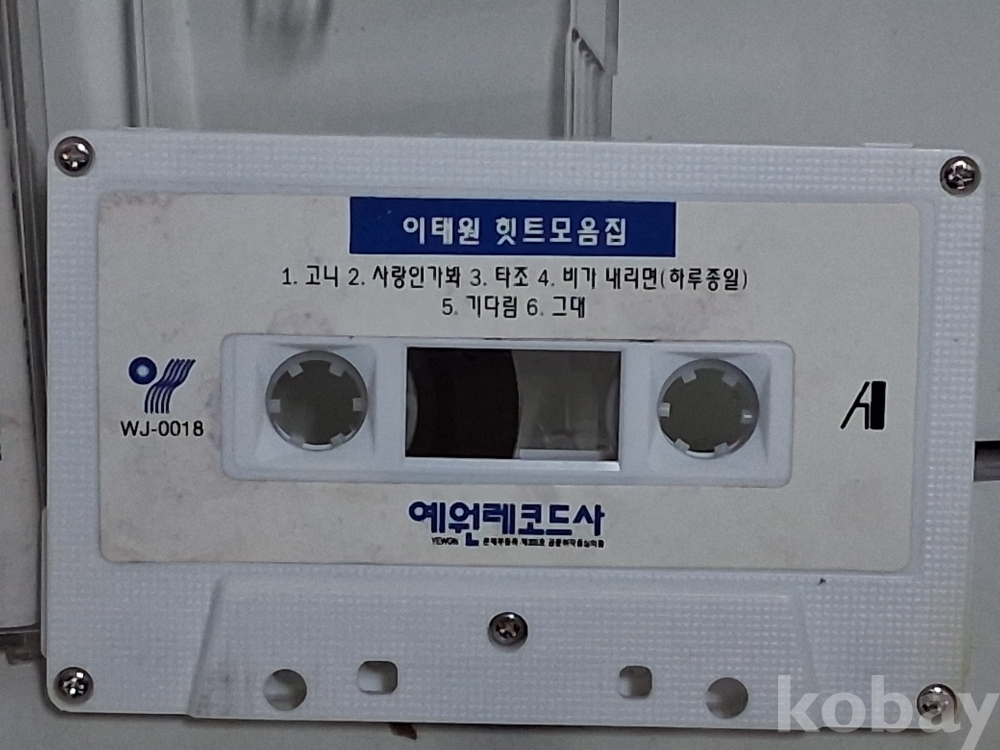 이태원 힛트모음집
1. 고니 2. 사랑인가봐 3. 타조 4. 비가 내리면(하루종일)
5. 기다림 6. 그대
WJ-0018
A
예원레코드사
YEWON
kobay